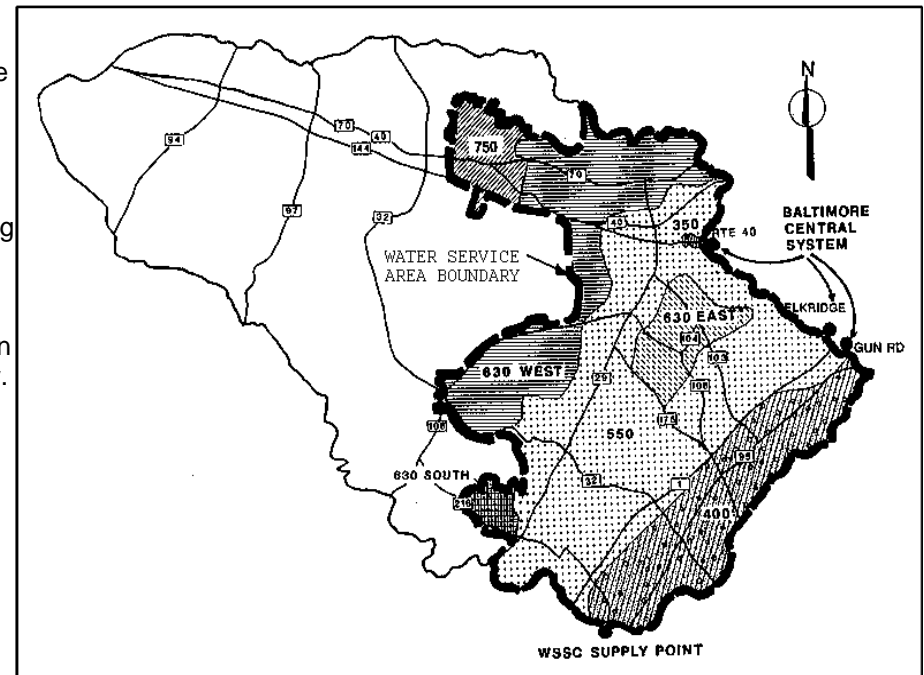 e
g
n
.
N
70
40
144
94
97
32
750
70
40
350
RTE 40
BALTIMORE
CENTRAL
SYSTEM
WATER SERVICE
AREA BOUNDARY
ELKRIDGE
GUN RD
630 EAST
104
103
108
175
29
630 WEST
108
550
95
1
32
400
630 SOUTH
216
WSSC SUPPLY POINT